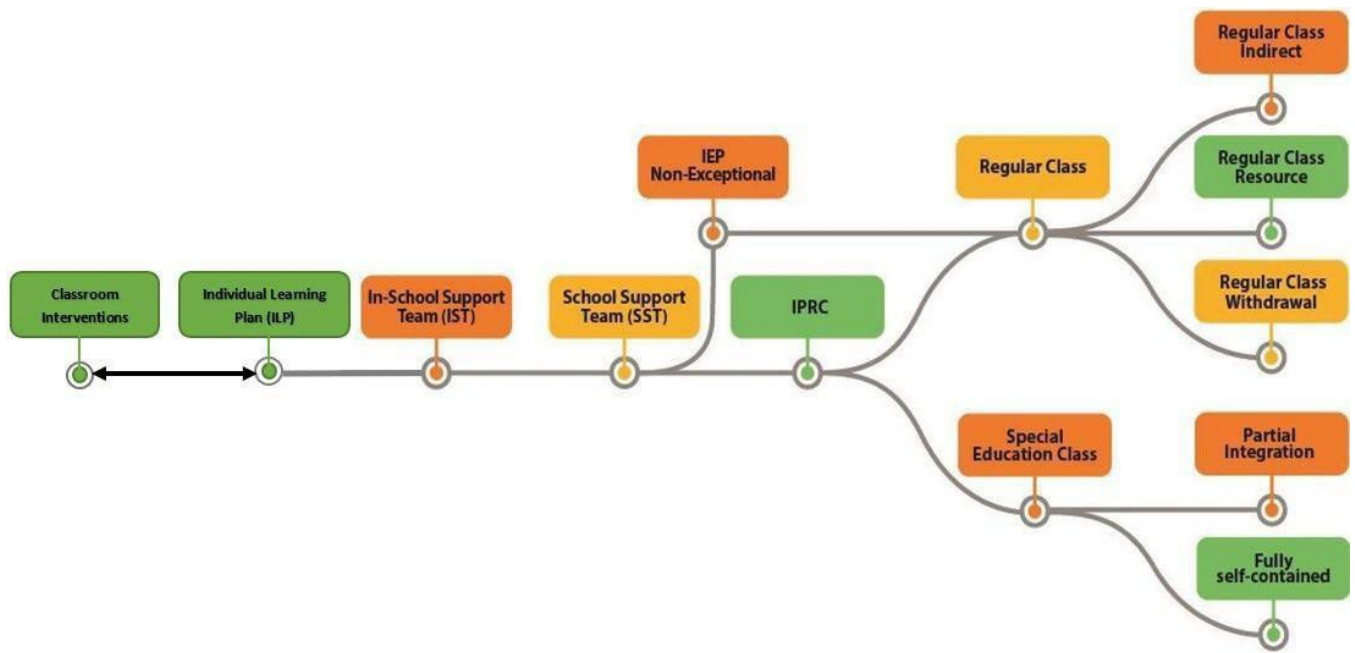 Regular Class
Indirect
IEP
Non-Exceptional
Regular Class
Regular Class
Resource
Classroom
Interventions
Individual Learning
Plan (ILP)
In-School Support
Team (IST)
School Support
Team (SST)
IPRC
Regular Class
Withdrawal
Special
Education Class
Partial
Integration
Fully
self-contained